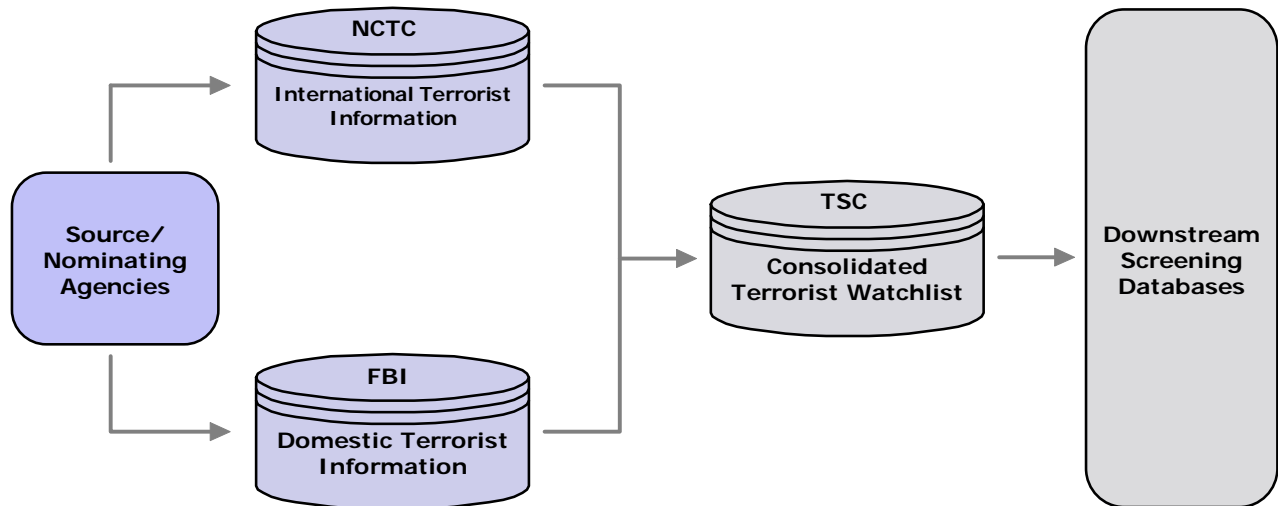 Source/
Nominating
Agencies
NCTC
International Terrorist
Information
FBI
Domestic Terrorist
Information
TSC
Consolidated
Terrorist Watchlist
Downstream
Screening
Databases